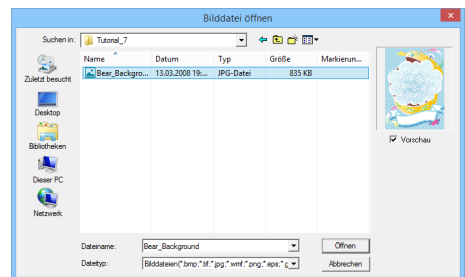 Bilddatei öffnen
Suchen in: Tutorial_7
Name Datum Typ Größe Markierun...
Bear_Backgro... 13.03.2008 19:... JPG-Datei 835 KB
Zuletzt besucht
Desktop
Bibliotheken
Dieser PC
Netzwerk
Vorschau
Dateiname: Bear_Background Öffnen
Dateityp: Bilddateien(*.bmp;*.tif;*.jpg;*.wmf;*.png;*.eps;*.g Abbrechen